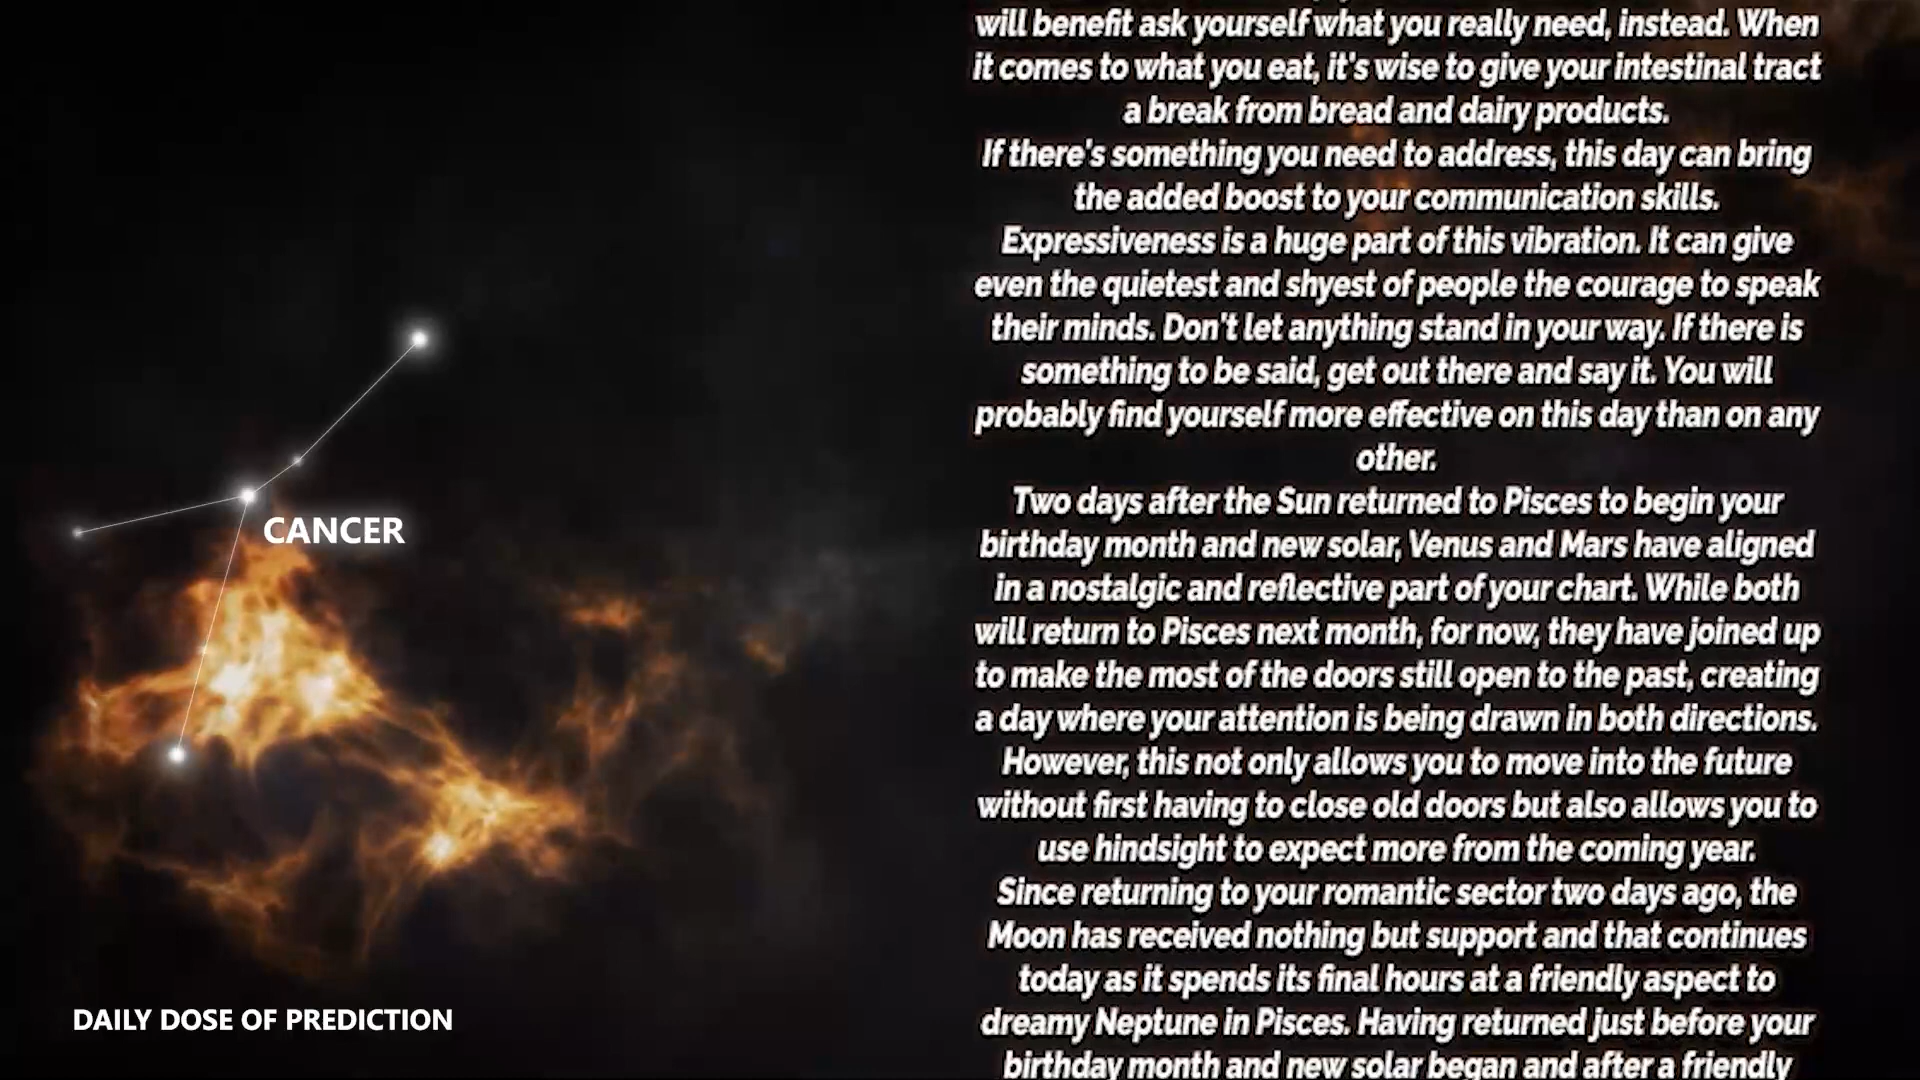 will benefit ask yourself what you really need, instead. When
it comes to what you eat, it's wise to give your intestinal tract
a break from bread and dairy products.
If there's something you need to address, this day can bring
the added boost to your communication skills.
Expressiveness is a huge part of this vibration. It can give
even the quietest and shyest of people the courage to speak
their minds. Don't let anything stand in your way. If there is
something to be said, get out there and say it. You will
probably find yourself more effective on this day than on any
other.
Two days after the Sun returned to Pisces to begin your
birthday month and new solar, Venus and Mars have aligned
in a nostalgic and reflective part of your chart. While both
will return to Pisces next month, for now, they have joined up
to make the most of the doors still open to the past, creating
a day where your attention is being drawn in both directions.
However, this not only allows you to move into the future
without first having to close old doors but also allows you to
use hindsight to expect more from the coming year.
Since returning to your romantic sector two days ago, the
Moon has received nothing but support and that continues
today as it spends its final hours at a friendly aspect to
dreamy Neptune in Pisces. Having returned just before your
birthday month and new solar began and after a friendly
CANCER
DAILY DOSE OF PREDICTION